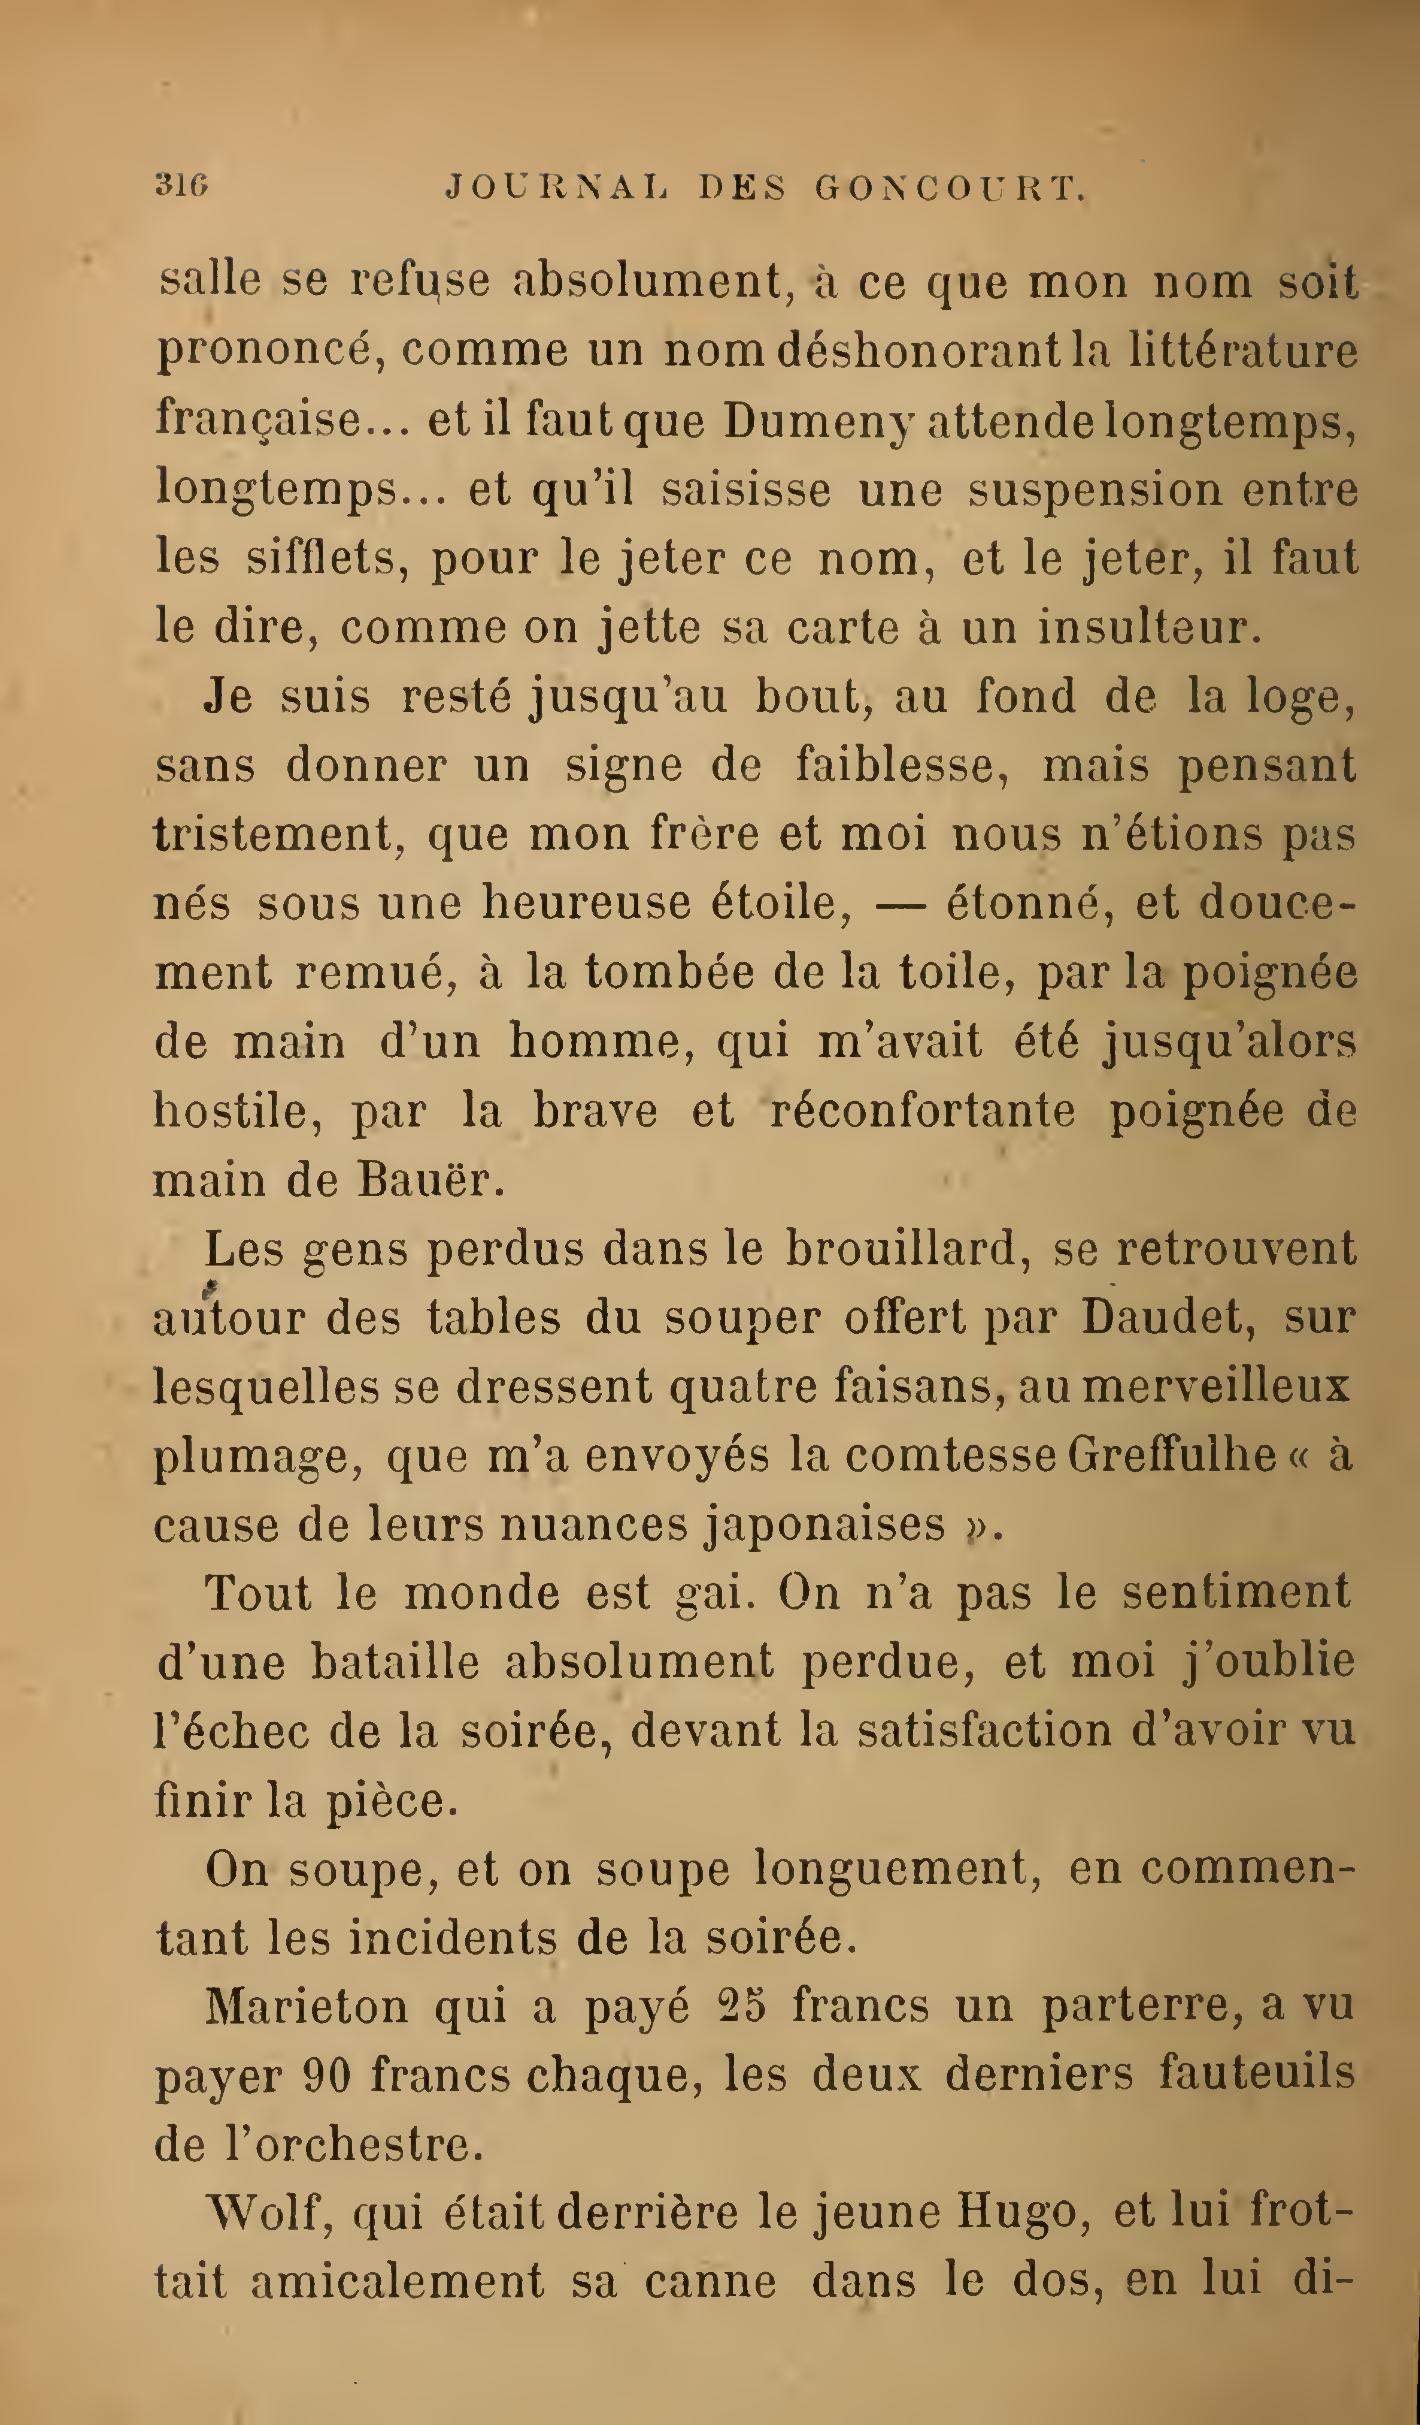 316 JOURNAL DES GONCOURT.
salle se refuse absolument, à ce que mon nom soit
prononcé, comme un nom déshonorant la littérature
française... et il faut que Dumeny attende longtemps,
longtemps... et qu'il saisisse une suspension entre
les sifflets, pour le jeter ce nom, et le jeter, il faut
le dire, comme on jette sa carte à un insulteur.
Je suis resté jusqu'au bout, au fond de la loge,
sans donner un signe de faiblesse, mais pensant
tristement, que mon frère et moi nous n'étions pas
nés sous une heureuse étoile, — étonné, et douce-
ment remué, à la tombée de la toile, par la poignée
de main d'un homme, qui m'avait été jusqu'alors
hostile, par la brave et réconfortante poignée de
main de Bauër.
Les gens perdus dans le brouillard, se retrouvent
autour des tables du souper offert par Daudet, sur
lesquelles se dressent quatre faisans, au merveilleux
plumage, que m'a envoyés la comtesse Greffulhe « à
cause de leurs nuances japonaises ».
Tout le monde est gai. On n'a pas le sentiment
d'une bataille absolument perdue, et moi j'oublie
l'échec de la soirée, devant la satisfaction d'avoir vu
finir la pièce.
On soupe, et on soupe longuement, en commen-
tant les incidents de la soirée.
Marieton qui a payé 25 francs un parterre, a vu
payer 90 francs chaque, les deux derniers fauteuils
de l'orchestre.
Wolf, qui était derrière le jeune Hugo, et lui frot-
tait amicalement sa canne dans le dos, en lui di-